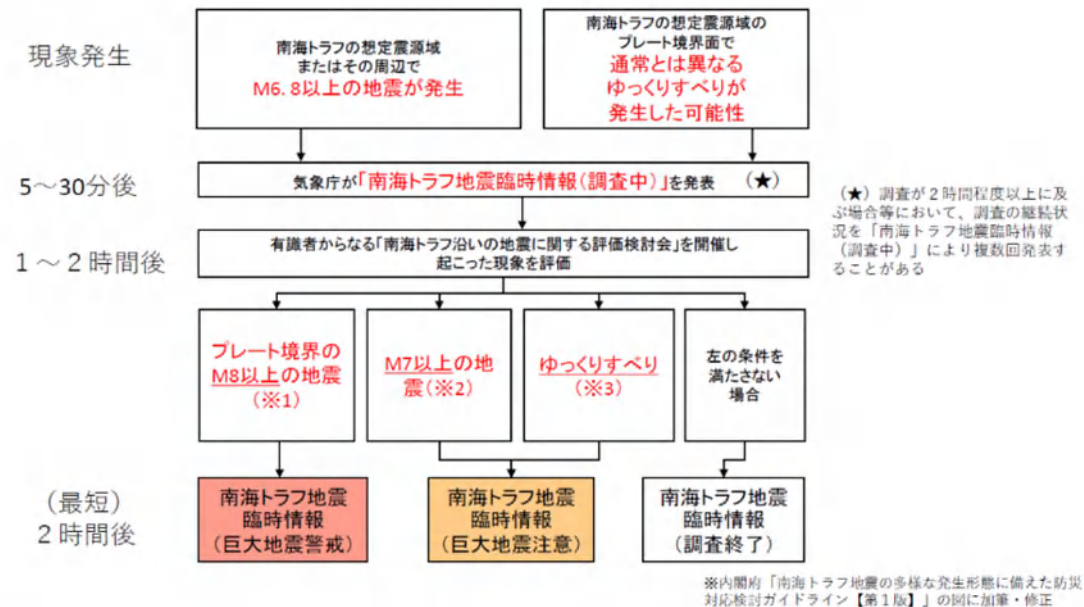 現象発生
南海トラフの想定震源域
またはその周辺で
M6.8以上の地震が発生
南海トラフの想定震源域の
プレート境界面で
通常とは異なる
ゆっくりすべりが
発生した可能性
5～30分後
気象庁が「南海トラフ地震臨時情報(調査中)」を発表 (★)
(★)調査が2時間程度以上に及
ぶ場合等において、調査の継続状
況を「南海トラフ地震臨時情報
(調査中)」により複数回発表す
ることがある
1～2時間後
有識者からなる「南海トラフ沿いの地震に関する評価検討会」を開催し
起こった現象を評価
プレート境界の
M8以上の地震
(※1)
M7以上の地
震(※2)
ゆっくりすべり
(※3)
左の条件を
満たさない
場合
(最短)
2時間後
南海トラフ地震
臨時情報
(巨大地震警戒)
南海トラフ地震
臨時情報
(巨大地震注意)
南海トラフ地震
臨時情報
(調査終了)
※内閣府「南海トラフ地震の多様な発生形態に備えた防災
対応検討ガイドライン【第1版】」の図に加筆・修正